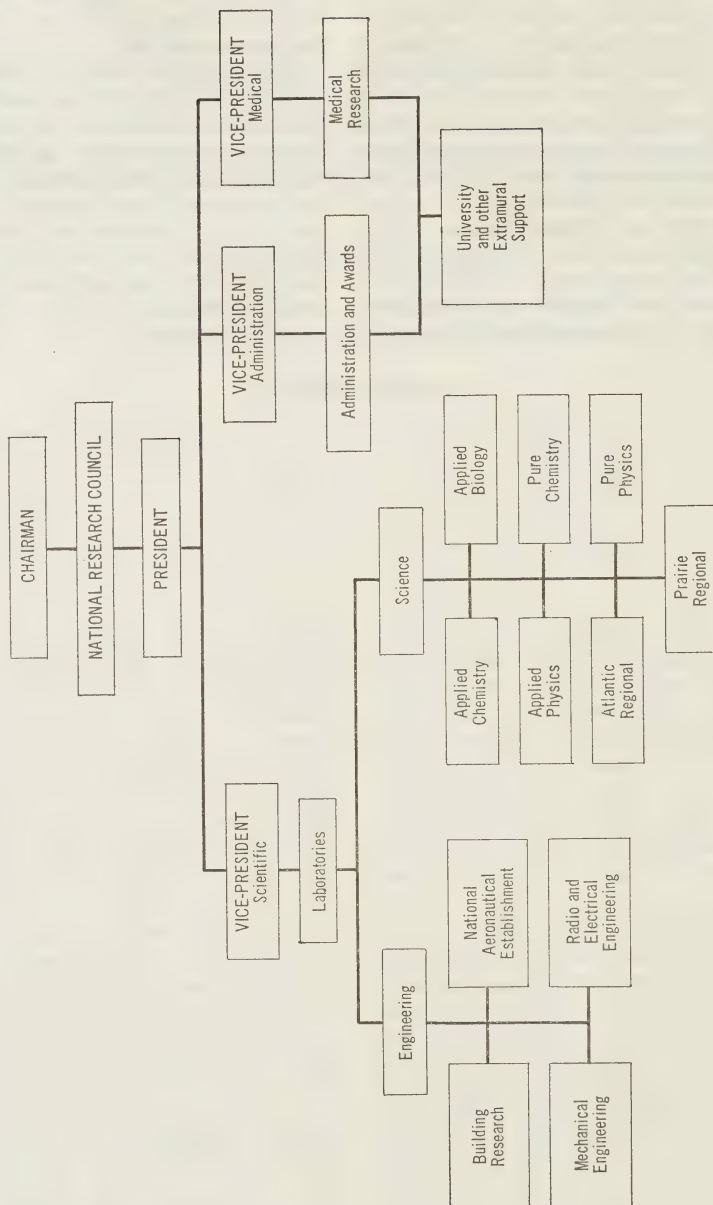 CHAIRMAN
NATIONAL RESEARCH COUNCIL
PRESIDENT
VICE-PRESIDENT
Scientific
VICE-PRESIDENT
Administration
VICE-PRESIDENT
Medical
Laboratories
Administration and Awards
Medical
Research
University
and other
Extramural
Support
Engineering
Science
Building
Research
National
Aeronautical
Establishment
Mechanical
Engineering
Radio and
Electrical
Engineering
Applied
Chemistry
Applied
Biology
Applied
Physics
Pure
Chemistry
Atlantic
Regional
Pure
Physics
Prairie
Regional